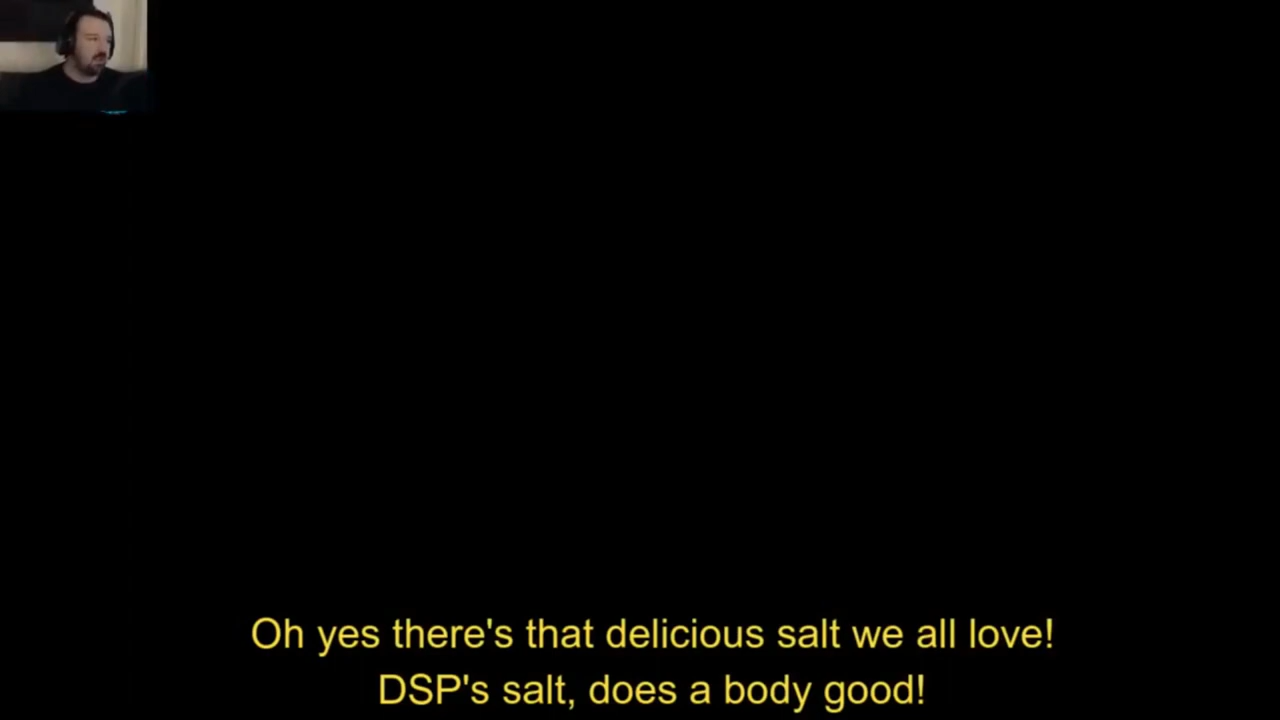 Oh yes there's that delicious salt we all love!
DSP's salt, does a body good!